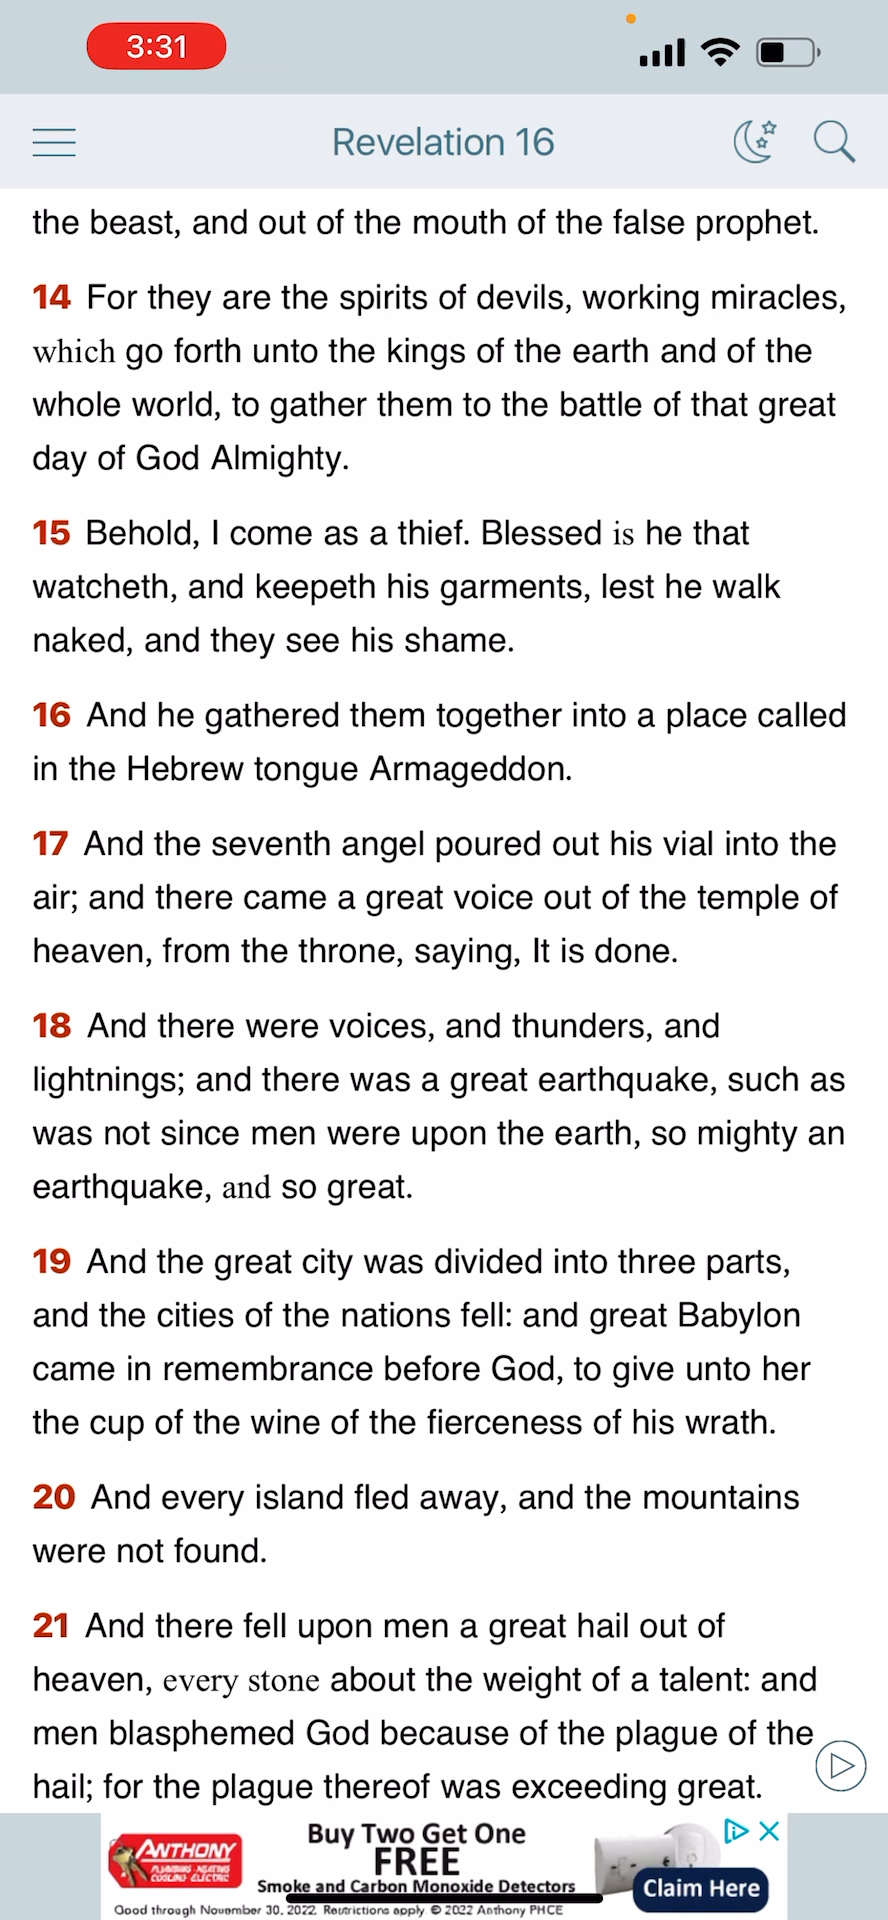 3:31
Revelation 16
the beast, and out of the mouth of the false prophet.
14 For they are the spirits of devils, working miracles,
which go forth unto the kings of the earth and of the
whole world, to gather them to the battle of that great
day of God Almighty.
15 Behold, I come as a thief. Blessed is he that
watcheth, and keepeth his garments, lest he walk
naked, and they see his shame.
16 And he gathered them together into a place called
in the Hebrew tongue Armageddon.
17 And the seventh angel poured out his vial into the
air; and there came a great voice out of the temple of
heaven, from the throne, saying, It is done.
18 And there were voices, and thunders, and
lightnings; and there was a great earthquake, such as
was not since men were upon the earth, so mighty an
earthquake, and so great.
19 And the great city was divided into three parts,
and the cities of the nations fell: and great Babylon
came in remembrance before God, to give unto her
the cup of the wine of the fierceness of his wrath.
20 And every island fled away, and the mountains
were not found.
21 And there fell upon men a great hail out of
heaven, every stone about the weight of a talent: and
men blasphemed God because of the plague of the
hail; for the plague thereof was exceeding great.
ANTHONY
PLUMBING · HEATING
COOLING · ELECTRIC
Buy Two Get One
FREE
Smoke and Carbon Monoxide Detectors
Claim Here
Good through November 30, 2022. Restrictions apply. © 2022 Anthony PHCE